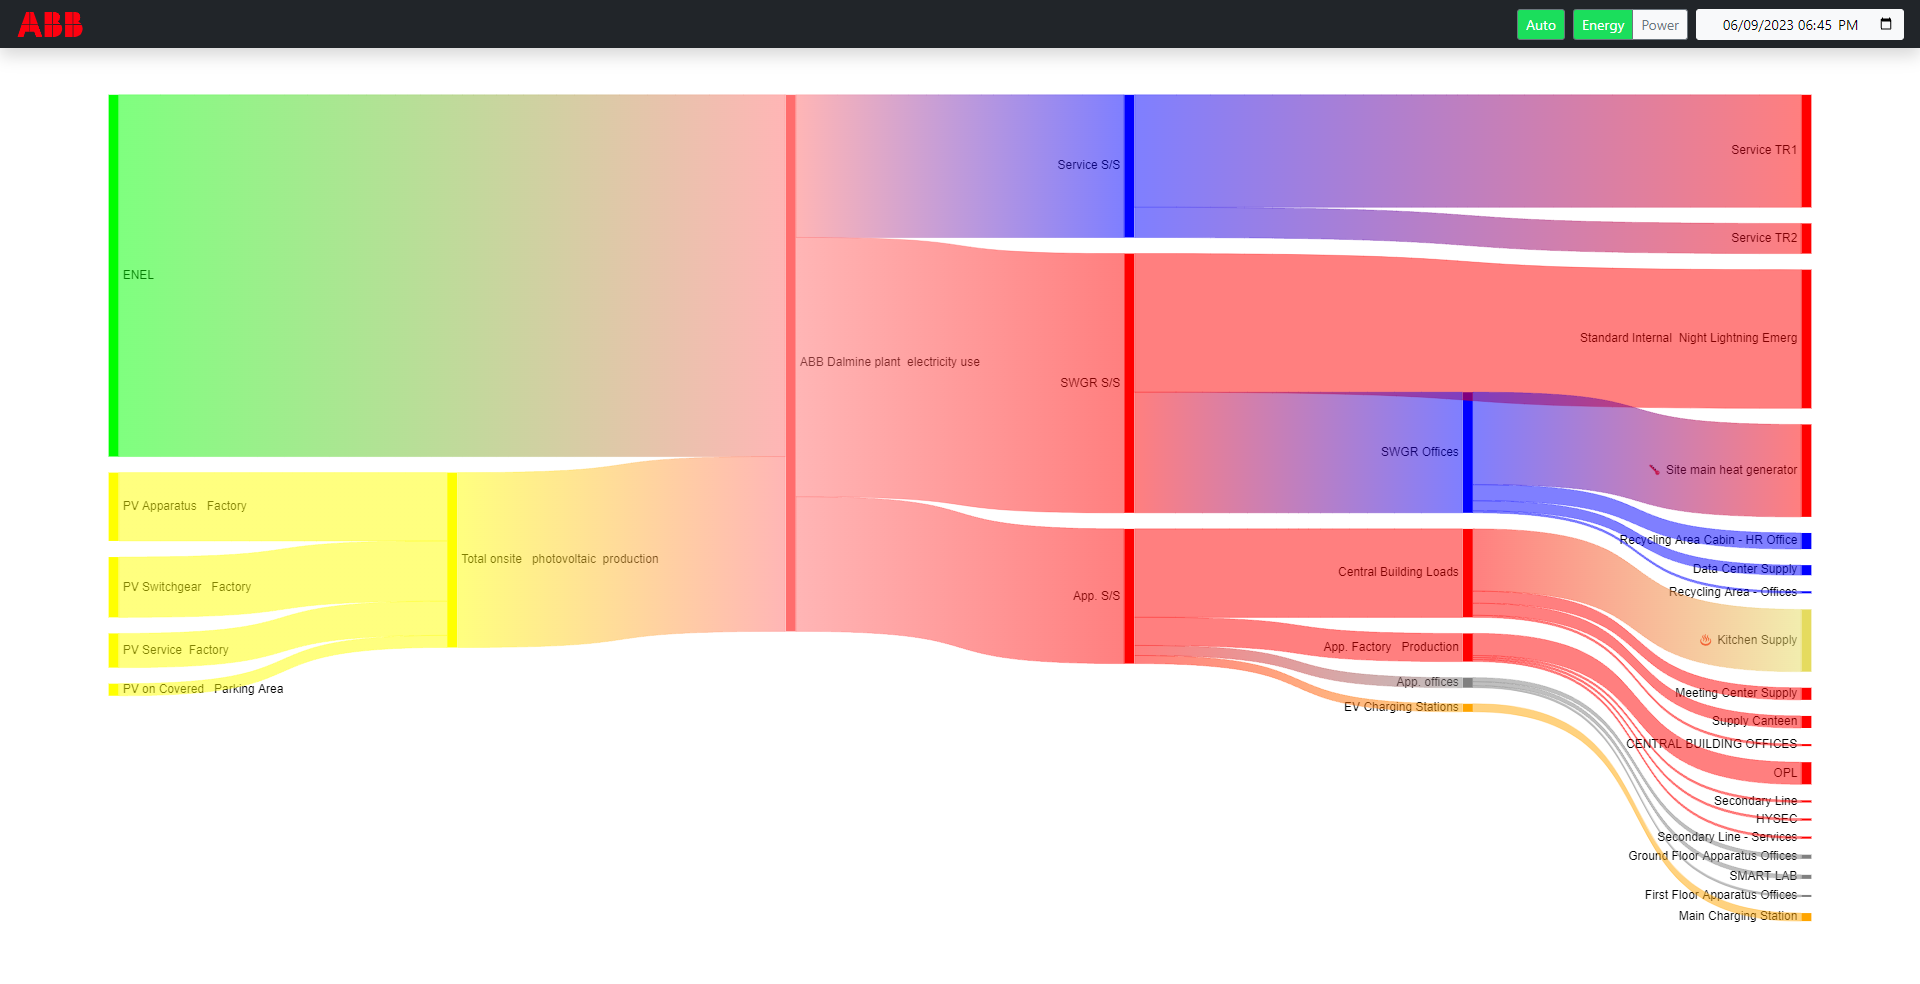 ABB
Auto
Energy
Power
06/09/2023 06:45 PM
ENEL
PV Apparatus Factory
PV Switchgear Factory
PV Service Factory
PV on Covered Parking Area
Total onsite photovoltaic production
ABB Dalmine plant electricity use
Service S/S
SWGR S/S
App. S/S
SWGR Offices
Central Building Loads
App. Factory Production
App. offices
EV Charging Stations
Service TR1
Service TR2
Standard Internal Night Lightning Emerg
Site main heat generator
Recycling Area Cabin - HR Office
Data Center Supply
Recycling Area - Offices
Kitchen Supply
Meeting Center Supply
Supply Canteen
CENTRAL BUILDING OFFICES
OPL
Secondary Line
HYSEC
Secondary Line - Services
Ground Floor Apparatus Offices
SMART LAB
First Floor Apparatus Offices
Main Charging Station